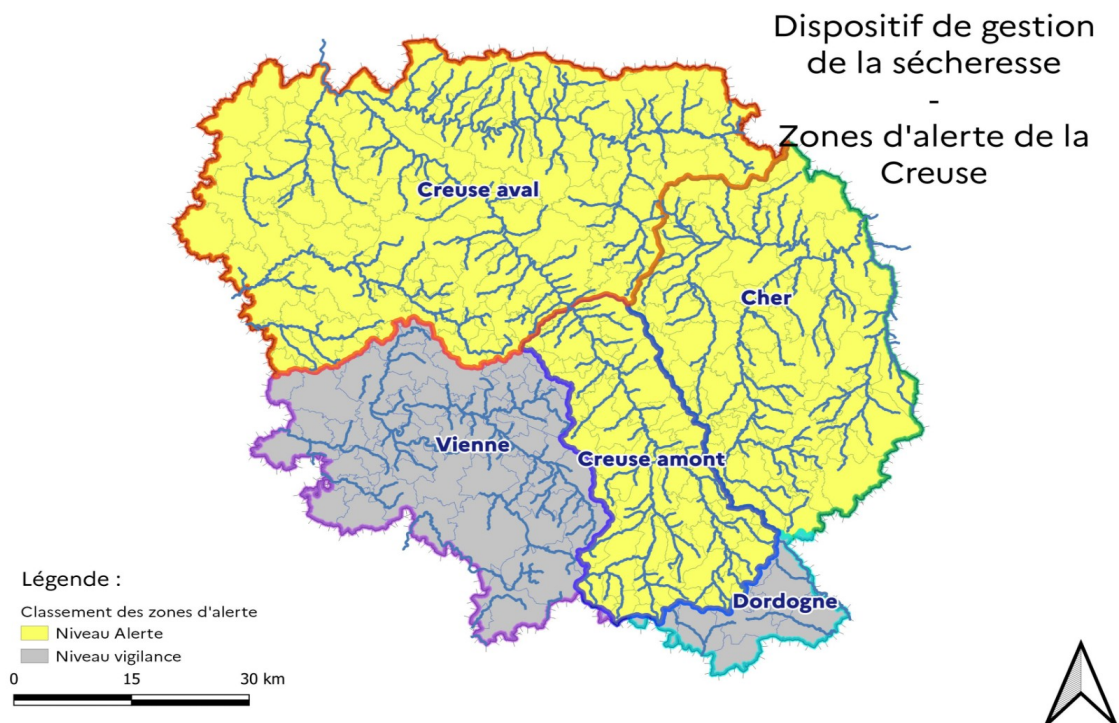 Dispositif de gestion
de la sécheresse
-
Zones d'alerte de la
Creuse
Creuse aval
Cher
Vienne
Creuse amont
Dordogne
Légende :
Classement des zones d'alerte
Niveau Alerte
Niveau vigilance
0 15 30 km